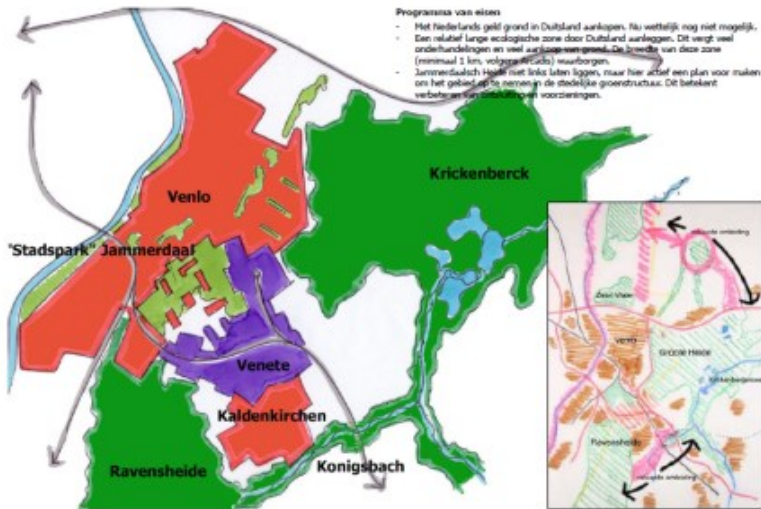 Programma van eisen
- Met Nederlands geld grond in Duitsland aankopen. Nu wettelijk nog niet mogelijk.
- Een relatief lange ecologische zone door Duitsland aanleggen. Dit vergt veel
onderhandelingen en veel aankoop van grond. De breedte van deze zone
(minimaal 1 km, volgens Arcadis) waarborgen.
- Jammerdaalsch Heide niet links laten liggen, maar hier actief een plan voor maken
om het gebied op te nemen in de stedelijke groenstructuur. Dit betekent
verbeteren van ontsluiting en voorzieningen.
Krickenberck
Venlo
"Stadspark" Jammerdaal
Venete
Kaldenkirchen
Ravensheide
Konigsbach
Zwart Water
Venlo
Groote Heide
Ravensheide